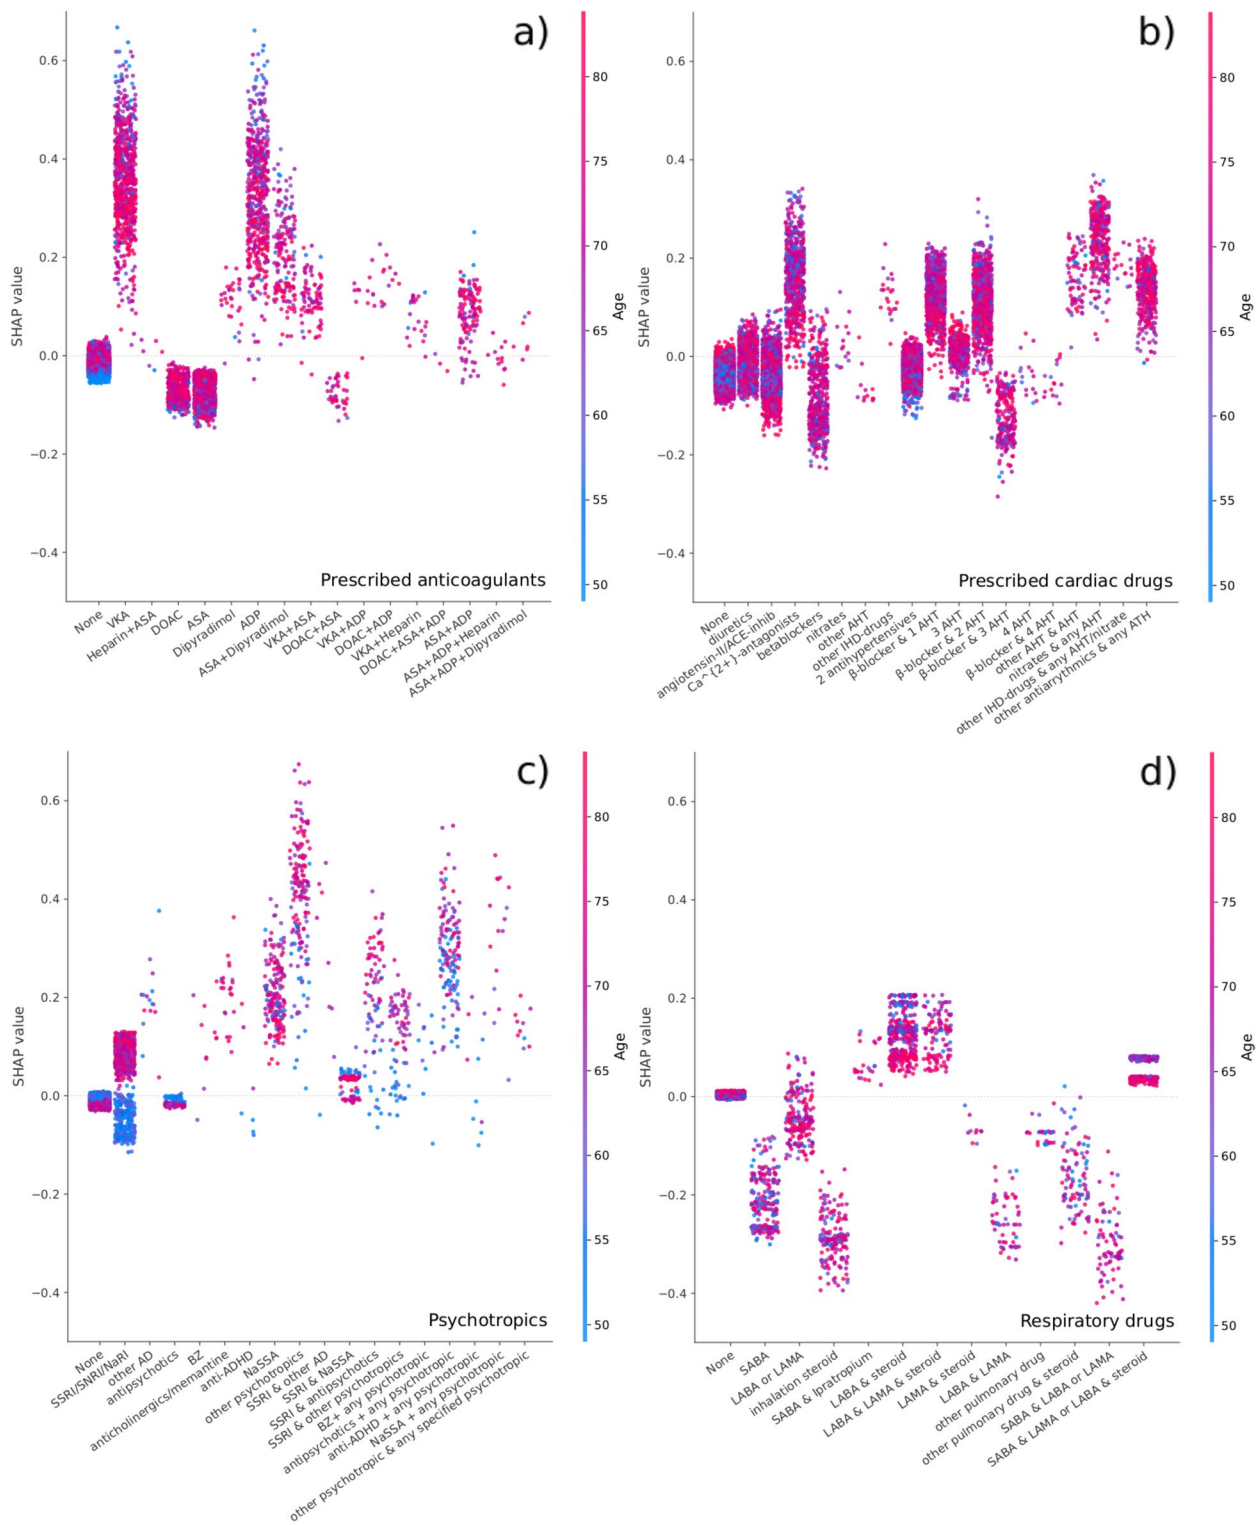 a)
0.6
0.4
0.2
0.0
−0.2
−0.4
SHAP value
80
75
70
65
60
55
50
Age
Prescribed anticoagulants
None
VKA
Heparin+ASA
DOAC
ASA
Dipyradimol
ADP
ASA+Dipyradimol
VKA+ASA
DOAC+ASA
VKA+ADP
DOAC+ADP
VKA+Heparin
DOAC+ASA+ADP
ASA+ADP
ASA+ADP+Heparin
ASA+ADP+Dipyradimol
b)
0.6
0.4
0.2
0.0
−0.2
−0.4
SHAP value
80
75
70
65
60
55
50
Age
Prescribed cardiac drugs
None
diuretics
angiotensin-II/ACE-inhib
Ca^{2+}-antagonists
betablockers
nitrates
other AHT
other IHD-drugs
2 antihypertensives
β-blocker & 1 AHT
3 AHT
β-blocker & 2 AHT
β-blocker & 3 AHT
4 AHT
β-blocker & 4 AHT
other AHT & AHT
nitrates & any AHT
other IHD-drugs & any AHT/nitrate
other antiarrythmics & any ATH
c)
0.6
0.4
0.2
0.0
−0.2
−0.4
SHAP value
80
75
70
65
60
55
50
Age
Psychotropics
None
SSRI/SNRI/NaRI
other AD
antipsychotics
BZ
anticholinergics/memantine
anti-ADHD
NaSSA
other psychotropics
SSRI & other AD
SSRI & NaSSA
SSRI & antipsychotics
SSRI & other psychotropics
BZ+ any psychotropic
antipsychotics + any psychotropic
anti-ADHD + any psychotropic
NaSSA + any psychotropic
other psychotropic & any specified psychotropic
d)
0.6
0.4
0.2
0.0
−0.2
−0.4
SHAP value
80
75
70
65
60
55
50
Age
Respiratory drugs
None
SABA
LABA or LAMA
inhalation steroid
SABA & Ipratropium
LABA & steroid
LABA & LAMA & steroid
LAMA & steroid
LABA & LAMA
other pulmonary drug
other pulmonary drug & steroid
SABA & LABA or LAMA
SABA & LAMA or LABA & steroid